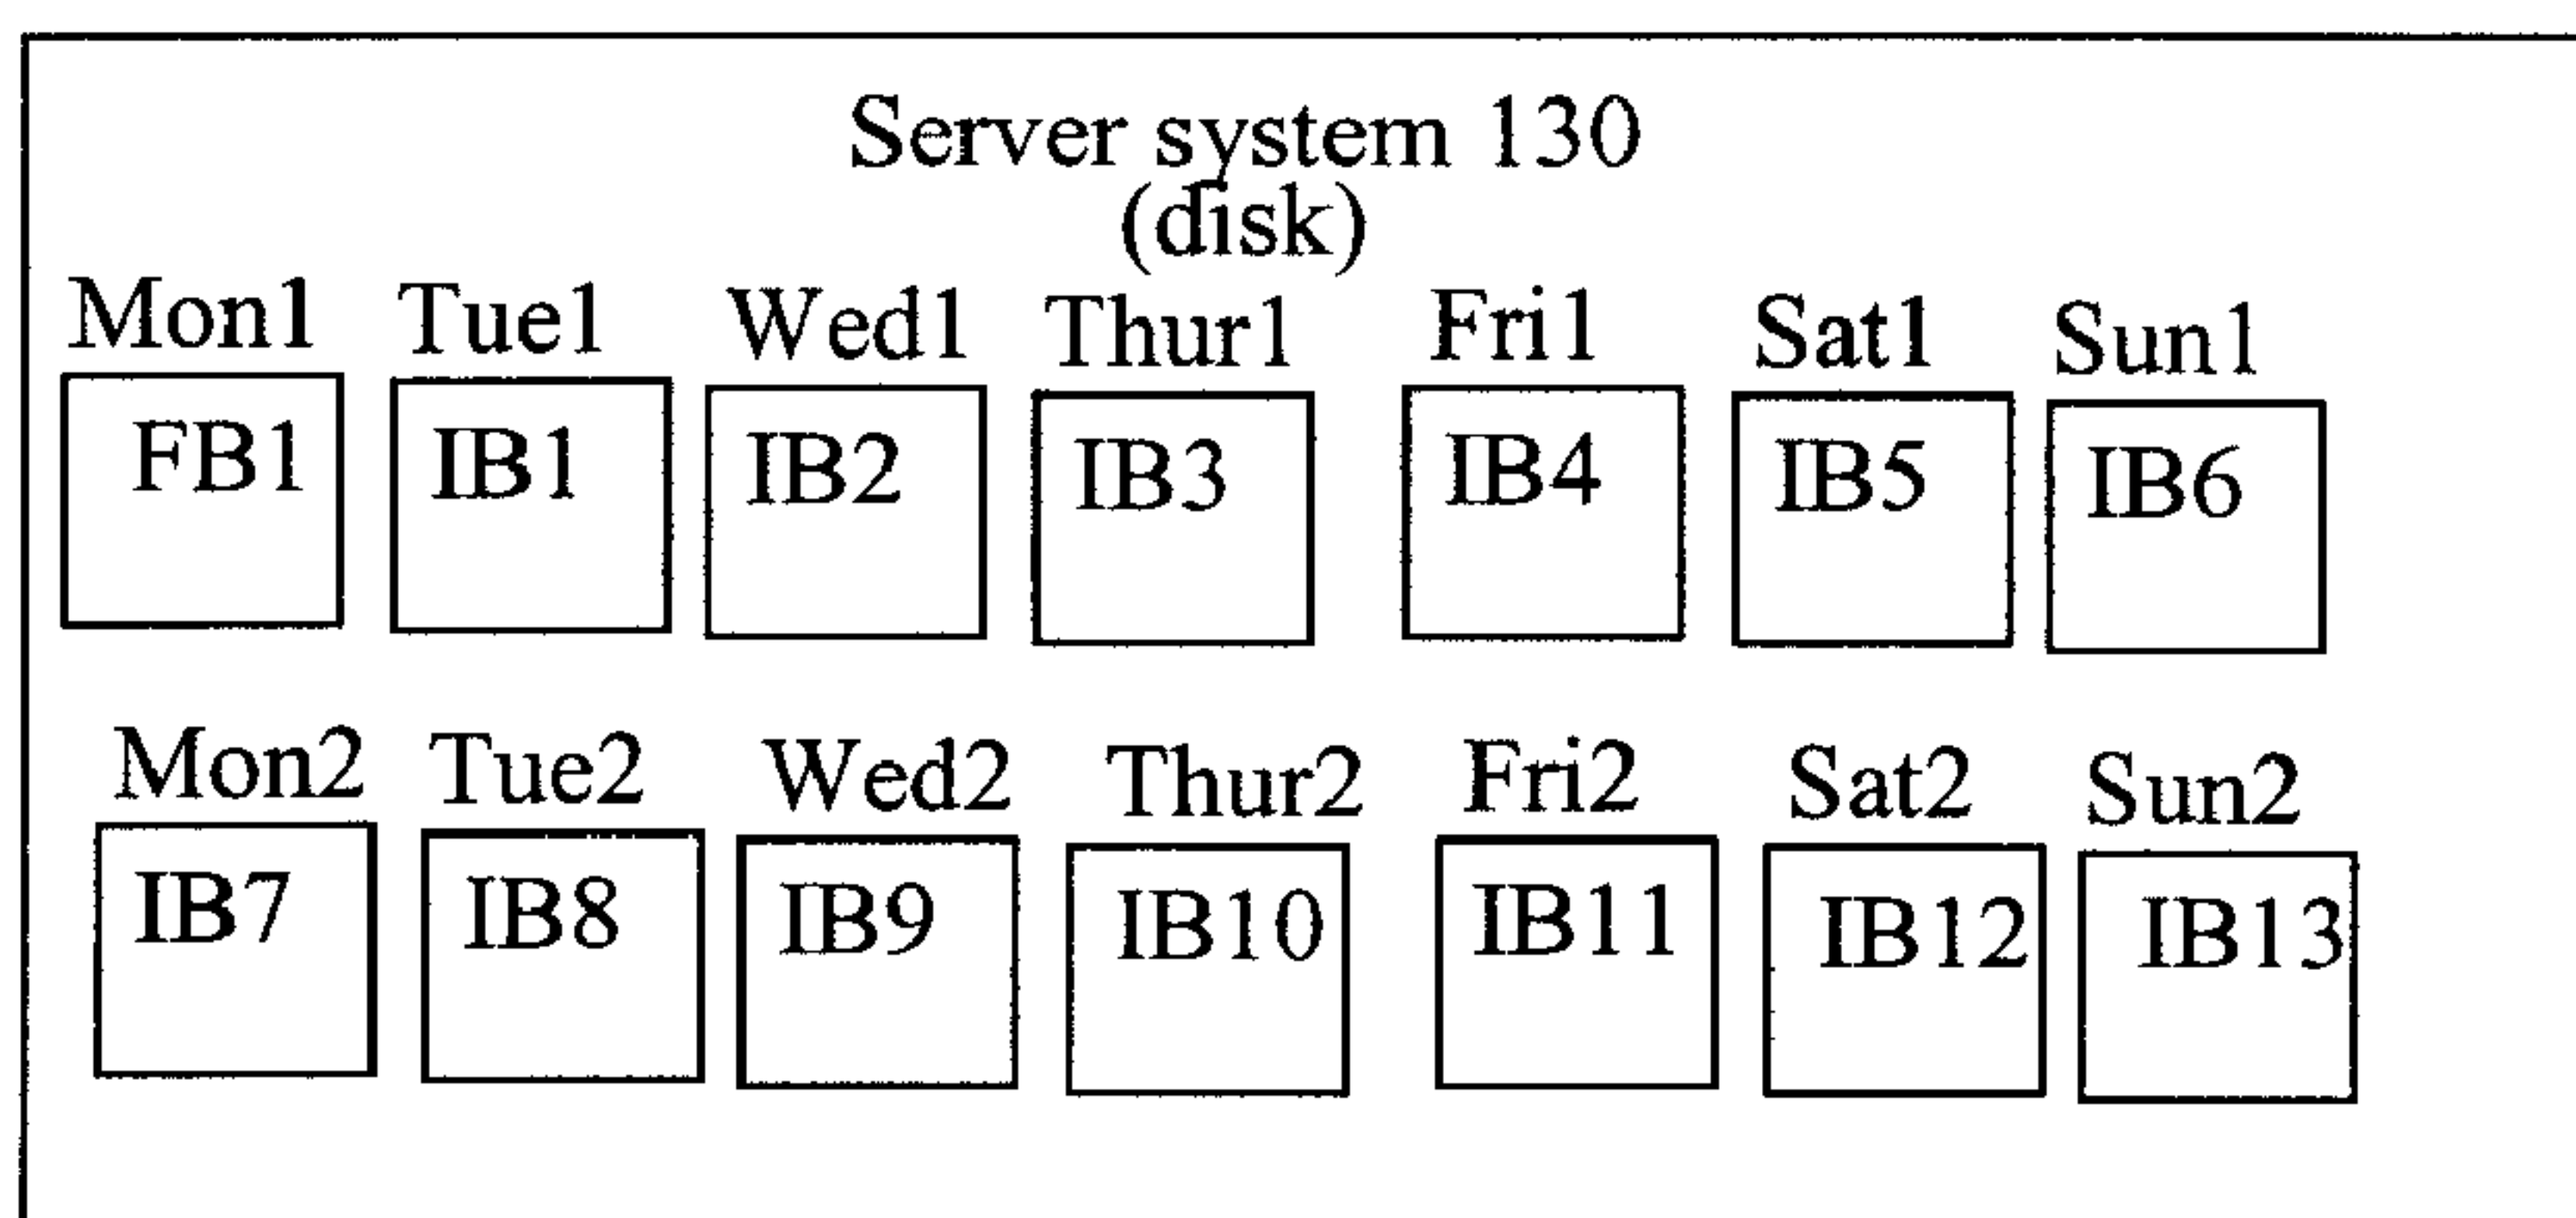 Server system 130
(disk)
Mon1 Tue1 Wed1 Thur1 Fri1 Sat1 Sun1
FB1 IB1 IB2 IB3 IB4 IB5 IB6
Mon2 Tue2 Wed2 Thur2 Fri2 Sat2 Sun2
IB7 IB8 IB9 IB10 IB11 IB12 IB13